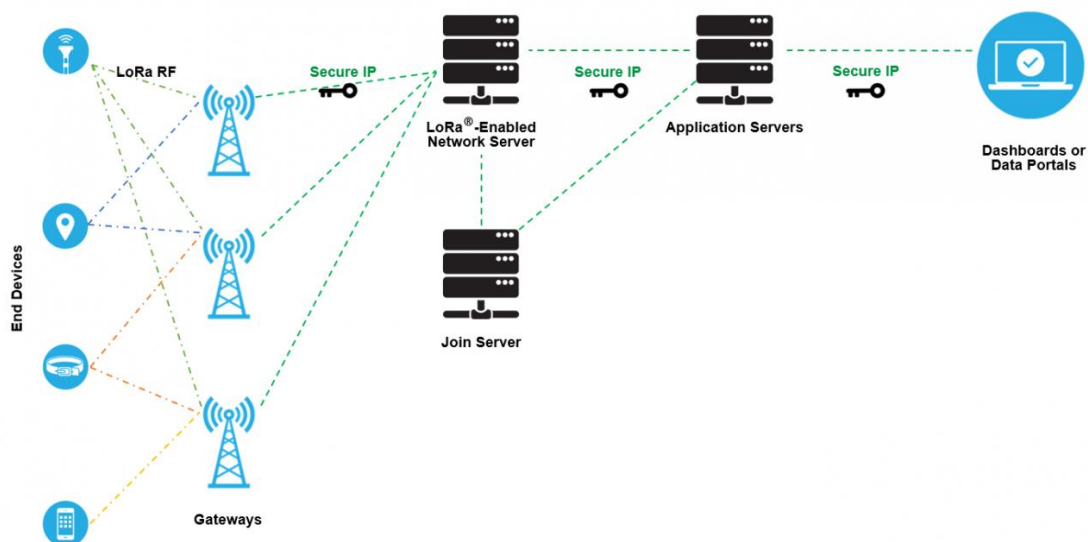 LoRa RF
Secure IP
Secure IP
Secure IP
LoRa®-Enabled
Network Server
Application Servers
Dashboards or
Data Portals
End Devices
Join Server
Gateways